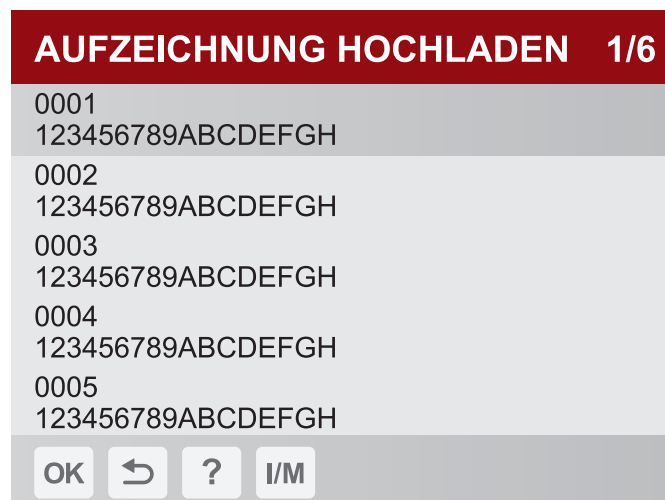 AUFZEICHNUNG HOCHLADEN 1/6
0001
123456789ABCDEFGH
0002
123456789ABCDEFGH
0003
123456789ABCDEFGH
0004
123456789ABCDEFGH
0005
123456789ABCDEFGH
OK ? I/M